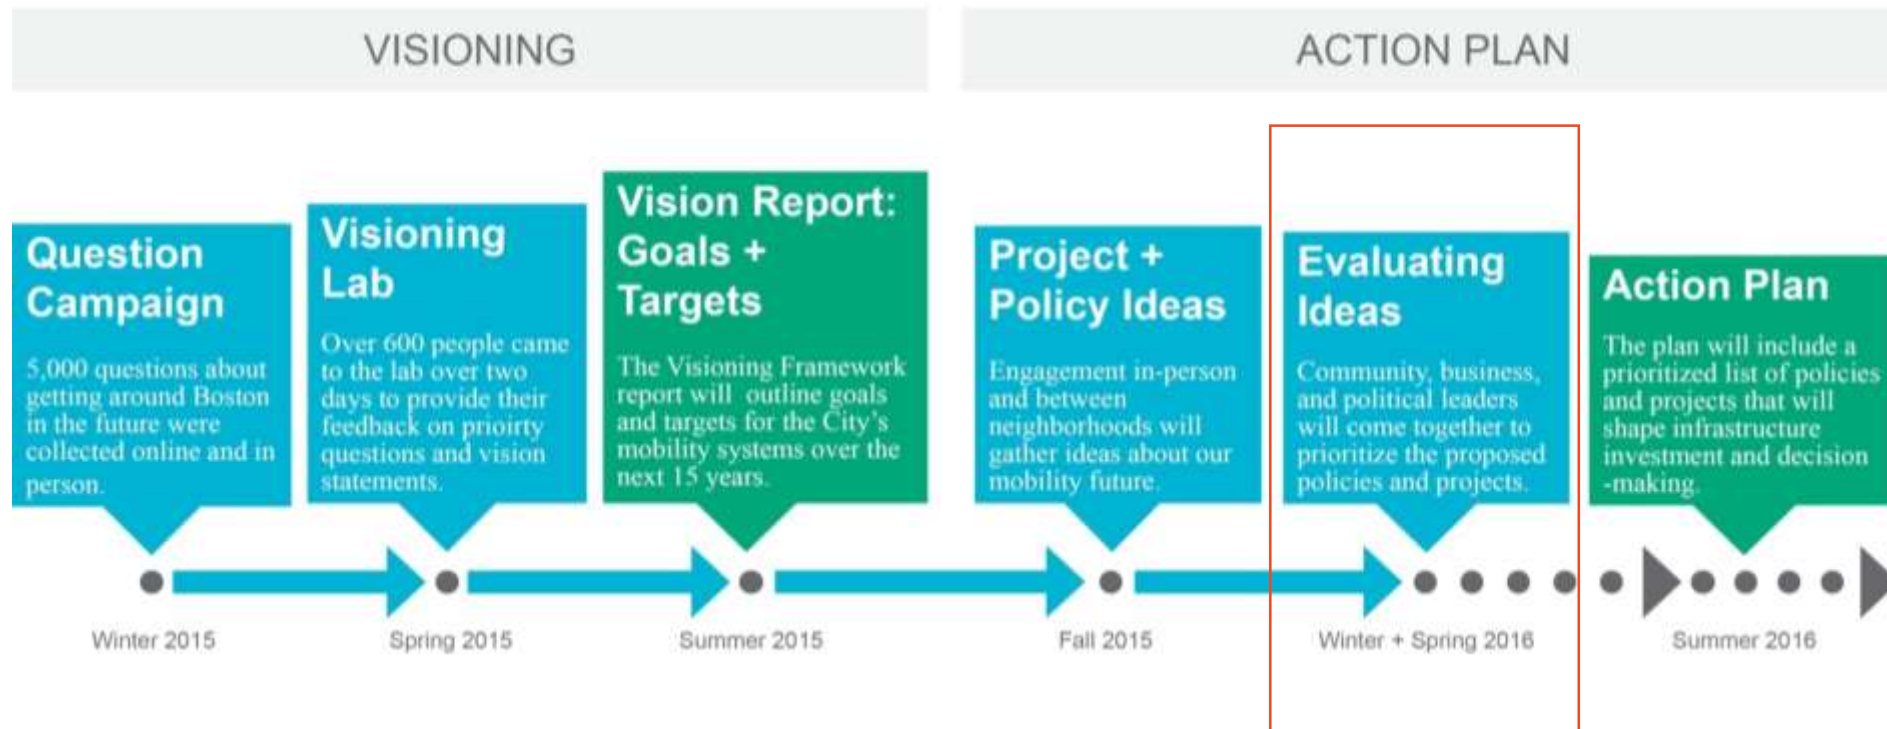 VISIONING
ACTION PLAN
Question
Campaign
5,000 questions about
getting around Boston
in the future were
collected online and in
person.
Visioning
Lab
Over 600 people came
to the lab over two
days to provide their
feedback on prioirty
questions and vision
statements.
Vision Report:
Goals +
Targets
The Visioning Framework
report will outline goals
and targets for the City's
mobility systems over the
next 15 years.
Project +
Policy Ideas
Engagement in-person
and between
neighborhoods will
gather ideas about our
mobility future.
Evaluating
Ideas
Community, business,
and political leaders
will come together to
prioritize the proposed
policies and projects.
Action Plan
The plan will include a
prioritized list of policies
and projects that will
shape infrastructure
investment and decision
-making.
Winter 2015
Spring 2015
Summer 2015
Fall 2015
Winter + Spring 2016
Summer 2016